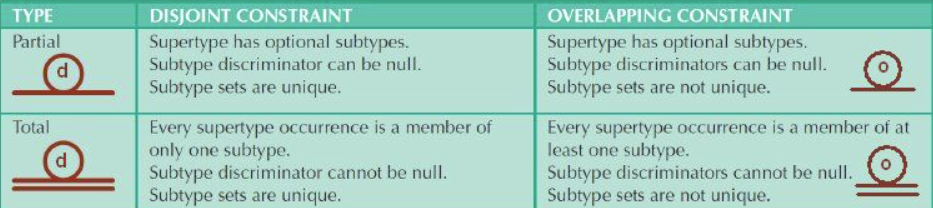 TYPE
DISJOINT CONSTRAINT
OVERLAPPING CONSTRAINT
Partial
d
Supertype has optional subtypes.
Subtype discriminator can be null.
Subtype sets are unique.
Supertype has optional subtypes.
Subtype discriminators can be null.
Subtype sets are not unique.
o
Total
d
Every supertype occurrence is a member of
only one subtype.
Subtype discriminator cannot be null.
Subtype sets are unique.
Every supertype occurrence is a member of at
least one subtype.
Subtype discriminators cannot be null.
Subtype sets are not unique.
o